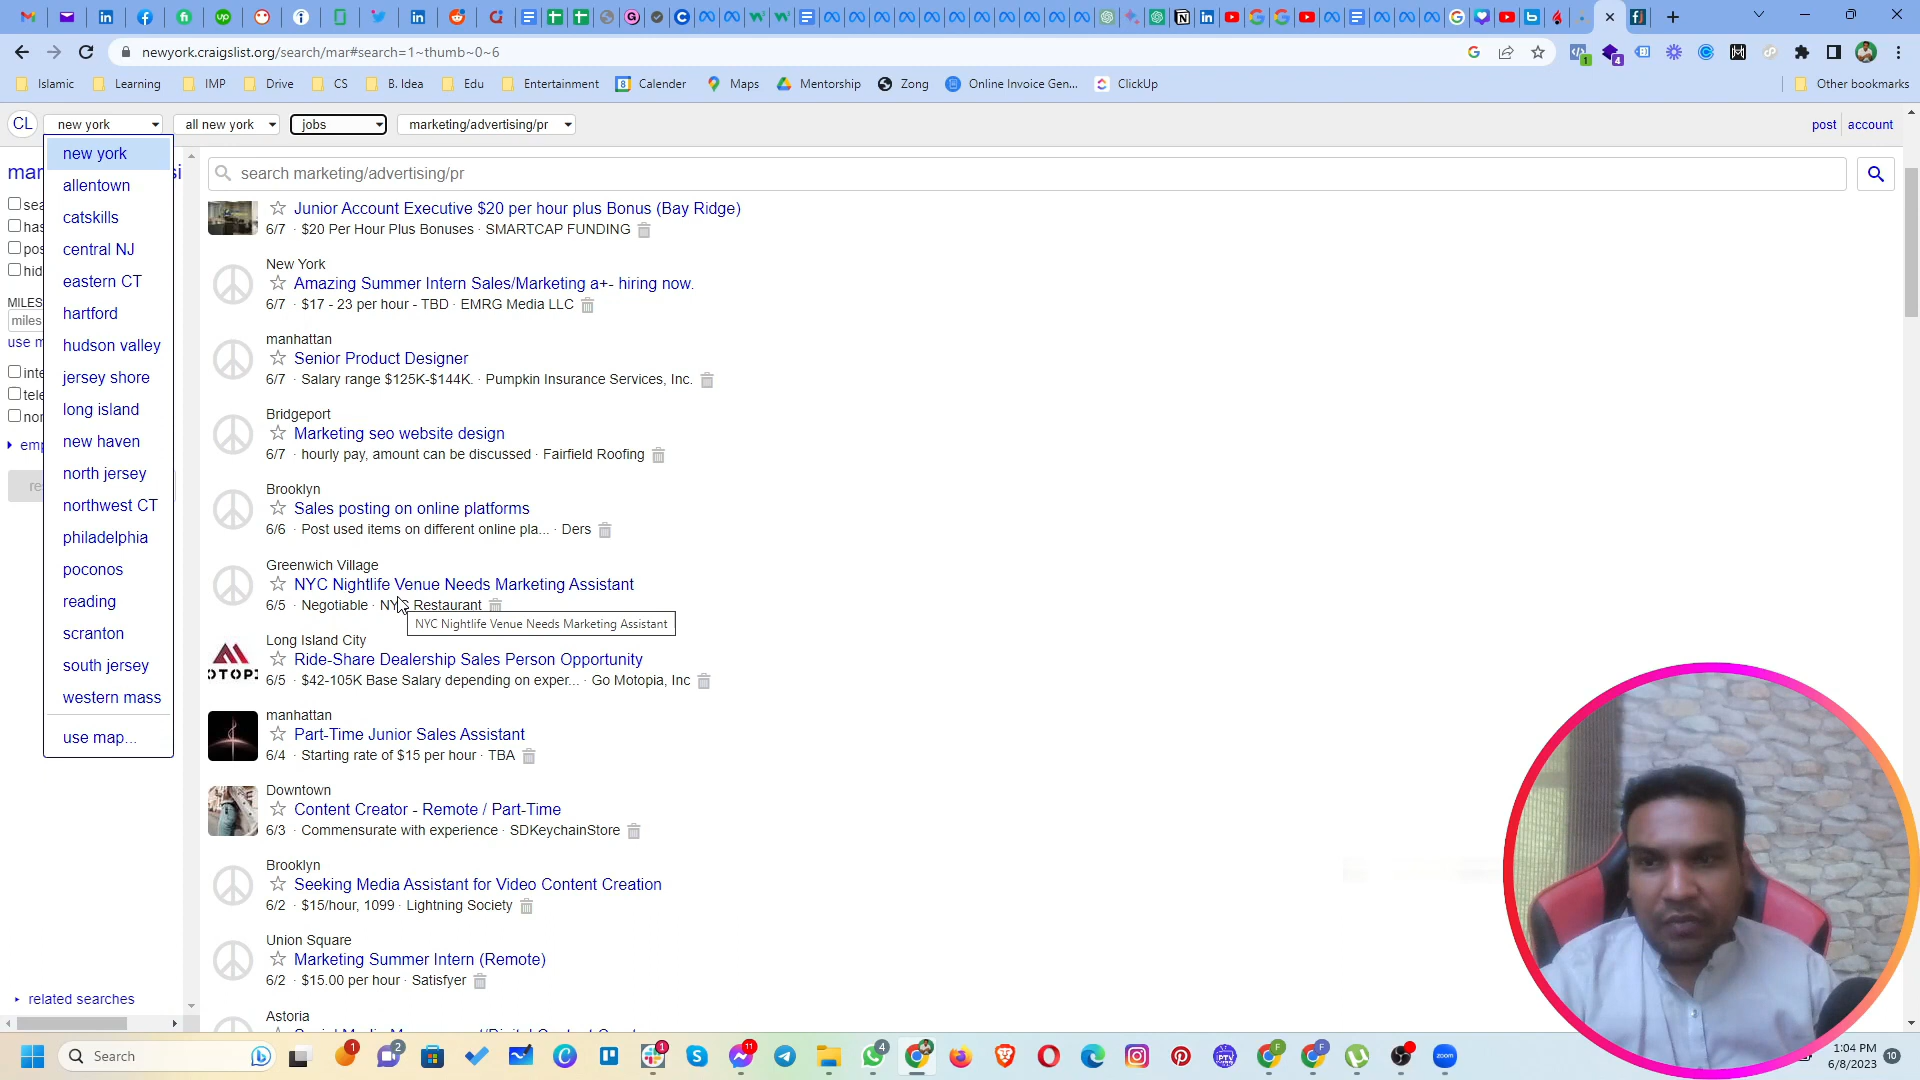 newyork.craigslist.org/search/mar#search=1~thumb~0~6
Islamic Learning IMP Drive CS B. Idea Edu Entertainment Calender Maps Mentorship Zong Online Invoice Gen... ClickUp Other bookmarks
CL new york all new york jobs marketing/advertising/pr post account
new york
allentown
catskills
central NJ
eastern CT
hartford
hudson valley
jersey shore
long island
new haven
north jersey
northwest CT
philadelphia
poconos
reading
scranton
south jersey
western mass
use map...
mar
sea
has
pos
hid
MILES
miles
use m
inte
tele
non
emp
re
related searches
search marketing/advertising/pr
Junior Account Executive $20 per hour plus Bonus (Bay Ridge)
6/7 · $20 Per Hour Plus Bonuses · SMARTCAP FUNDING
New York
Amazing Summer Intern Sales/Marketing a+- hiring now.
6/7 · $17 - 23 per hour - TBD · EMRG Media LLC
manhattan
Senior Product Designer
6/7 · Salary range $125K-$144K. · Pumpkin Insurance Services, Inc.
Bridgeport
Marketing seo website design
6/7 · hourly pay, amount can be discussed · Fairfield Roofing
Brooklyn
Sales posting on online platforms
6/6 · Post used items on different online pla... · Ders
Greenwich Village
NYC Nightlife Venue Needs Marketing Assistant
6/5 · Negotiable · NYC Restaurant
NYC Nightlife Venue Needs Marketing Assistant
Long Island City
Ride-Share Dealership Sales Person Opportunity
6/5 · $42-105K Base Salary depending on exper... · Go Motopia, Inc
manhattan
Part-Time Junior Sales Assistant
6/4 · Starting rate of $15 per hour · TBA
Downtown
Content Creator - Remote / Part-Time
6/3 · Commensurate with experience · SDKeychainStore
Brooklyn
Seeking Media Assistant for Video Content Creation
6/2 · $15/hour, 1099 · Lightning Society
Union Square
Marketing Summer Intern (Remote)
6/2 · $15.00 per hour · Satisfyer
Astoria
Search
1:04 PM
6/8/2023